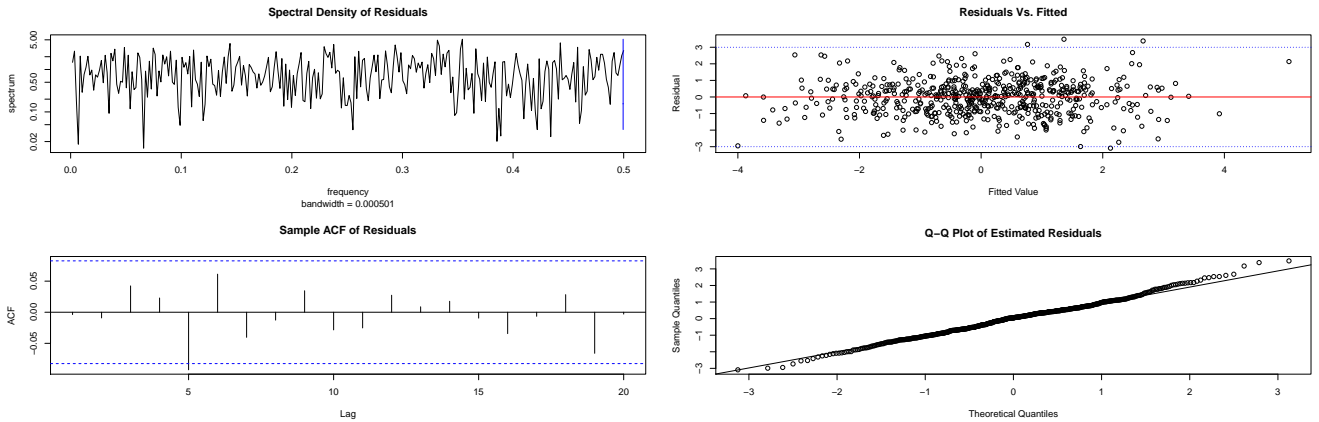 Spectral Density of Residuals
spectrum
0.02 0.10 0.50 5.00
0.0 0.1 0.2 0.3 0.4 0.5
frequency
bandwidth = 0.000501
Residuals Vs. Fitted
Residual
−3 −1 1 2 3
−4 −2 0 2 4
Fitted Value
Sample ACF of Residuals
ACF
−0.05 0.00 0.05
5 10 15 20
Lag
Q−Q Plot of Estimated Residuals
Sample Quantiles
−3 −1 0 1 2 3
−3 −2 −1 0 1 2 3
Theoretical Quantiles